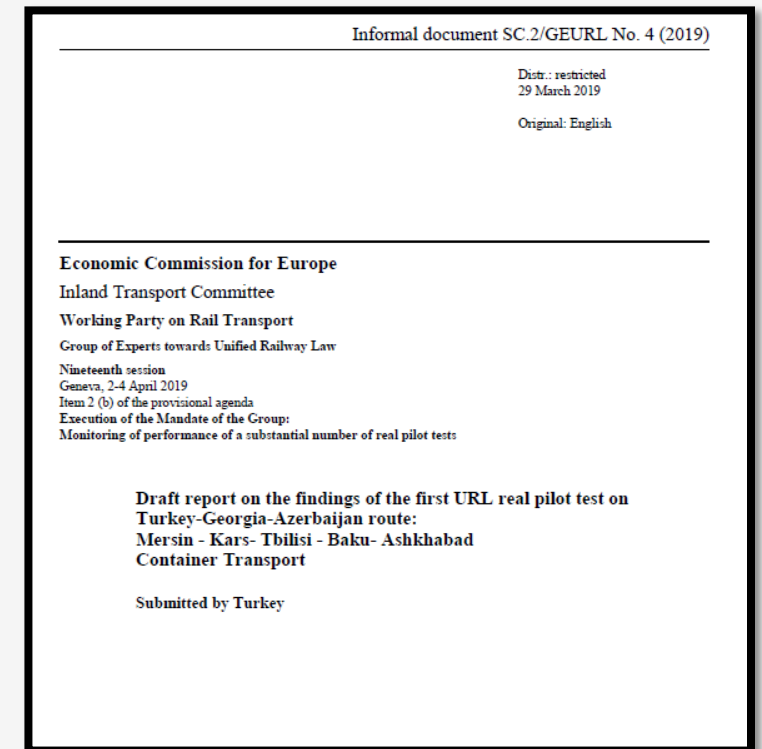 Informal document SC.2/GEURL No. 4 (2019)
Distr.: restricted
29 March 2019
Original: English
Economic Commission for Europe
Inland Transport Committee
Working Party on Rail Transport
Group of Experts towards Unified Railway Law
Nineteenth session
Geneva, 2-4 April 2019
Item 2 (b) of the provisional agenda
Execution of the Mandate of the Group:
Monitoring of performance of a substantial number of real pilot tests
Draft report on the findings of the first URL real pilot test on
Turkey-Georgia-Azerbaijan route:
Mersin - Kars- Tbilisi - Baku- Ashkhabad
Container Transport
Submitted by Turkey